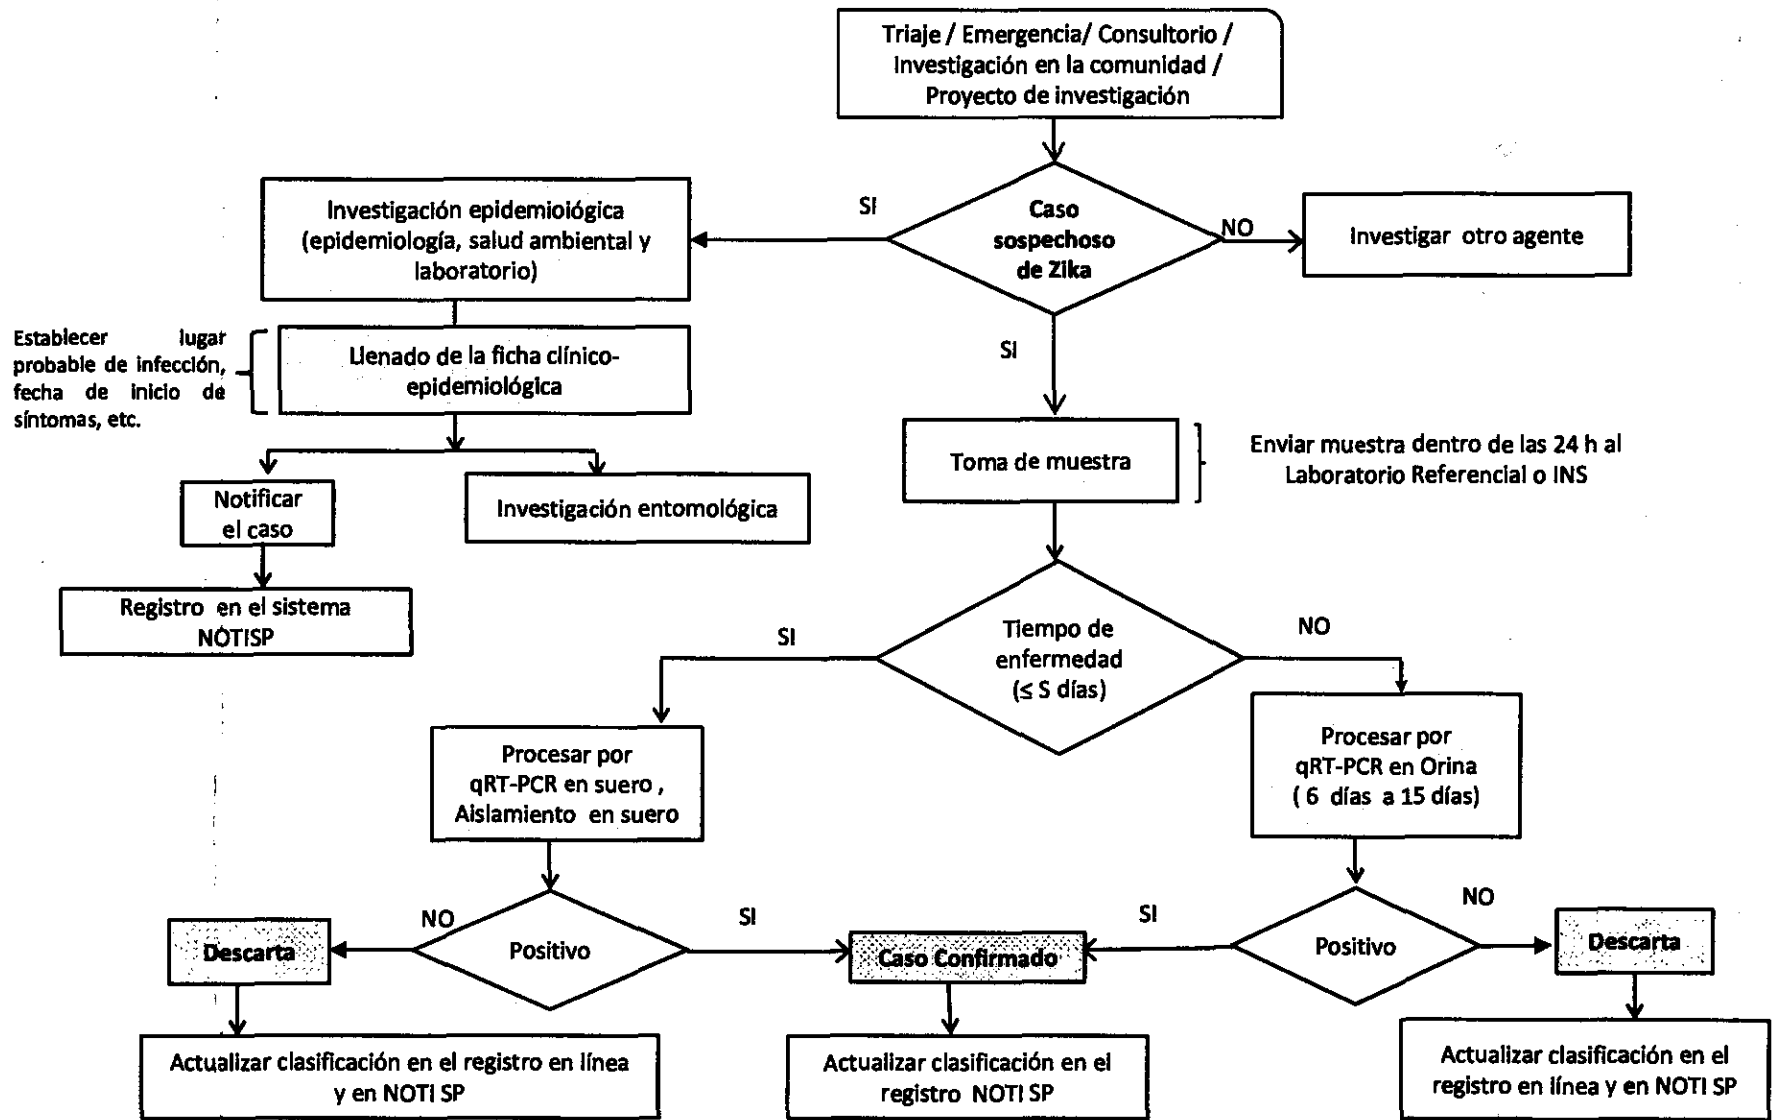 Triaje / Emergencia/ Consultorio /
Investigación en la comunidad /
Proyecto de investigación
SI
Caso
sospechoso
de Zika
NO
Investigar otro agente
Investigación epidemioiógica
(epidemiología, salud ambiental y
laboratorio)
Establecer lugar
probable de infección,
fecha de inicio de
síntomas, etc.
Llenado de la ficha clínico-
epidemiológica
SI
Toma de muestra
Enviar muestra dentro de las 24 h al
Laboratorio Referencial o INS
Notificar
el caso
Investigación entomológica
Registro en el sistema
NOTISP
SI
Tiempo de
enfermedad
(≤ S días)
NO
Procesar por
qRT-PCR en suero ,
Aislamiento en suero
Procesar por
qRT-PCR en Orina
( 6 días a 15 días)
Descarta
NO
Positivo
SI
Caso Confirmado
SI
Positivo
NO
Descarta
Actualizar clasificación en el registro en línea
y en NOTI SP
Actualizar clasificación en el
registro NOTI SP
Actualizar clasificación en el
registro en línea y en NOTI SP